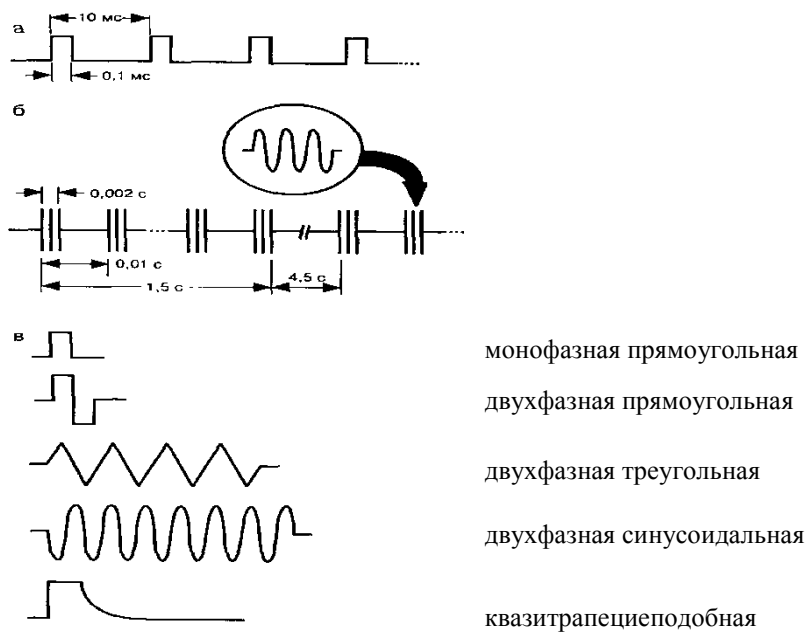 а
10 мс
0,1 мс
б
0,002 с
0,01 с
1,5 с
4,5 с
в
монофазная прямоугольная
двухфазная прямоугольная
двухфазная треугольная
двухфазная синусоидальная
квазитрапециеподобная